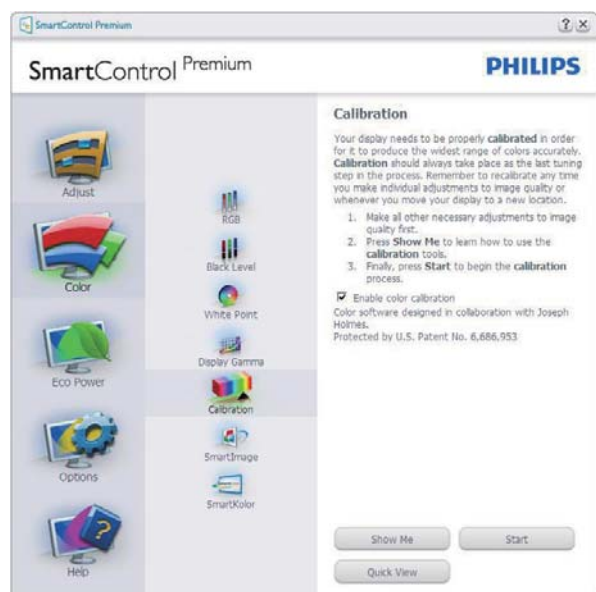 SmartControl Premium
SmartControl Premium
PHILIPS
Adjust
Color
Eco Power
Options
Help
RGB
Black Level
White Point
Display Gamma
Calibration
SmartImage
SmartKolor
Calibration
Your display needs to be properly calibrated in order
for it to produce the widest range of colors accurately.
Calibration should always take place as the last tuning
step in the process. Remember to recalibrate any time
you make individual adjustments to image quality or
whenever you move your display to a new location.
1. Make all other necessary adjustments to image
quality first.
2. Press Show Me to learn how to use the
calibration tools.
3. Finally, press Start to begin the calibration
process.
Enable color calibration
Color software designed in collaboration with Joseph
Holmes.
Protected by U.S. Patent No. 6,686,953
Show Me
Start
Quick View